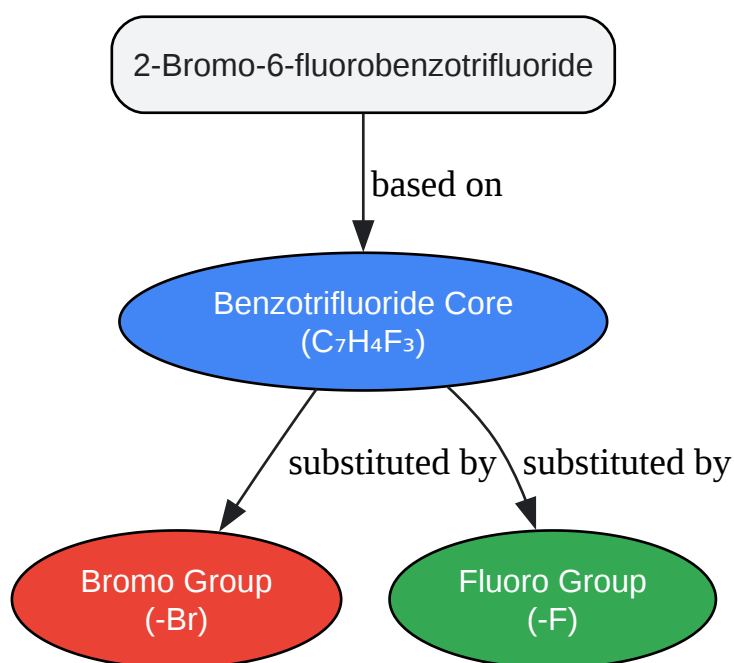 2-Bromo-6-fluorobenzotrifluoride
based on
Benzotrifluoride Core
(C₇H₄F₃)
substituted by
substituted by
Bromo Group
(-Br)
Fluoro Group
(-F)